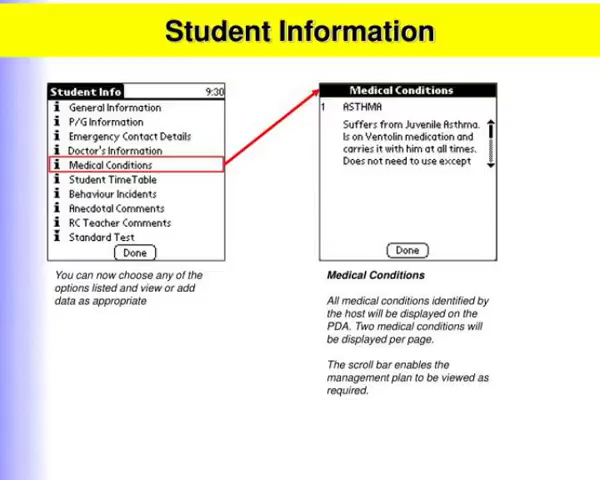 Student Information
Student Info 9:30
General Information
P/G Information
Emergency Contact Details
Doctor's Information
Medical Conditions
Student TimeTable
Behaviour Incidents
Anecdotal Comments
RC Teacher Comments
Standard Test
Done
You can now choose any of the
options listed and view or add
data as appropriate
Medical Conditions
1 ASTHMA
Suffers from Juvenile Asthma.
Is on Ventolin medication and
carries it with him at all times.
Does not need to use except
Done
Medical Conditions
All medical conditions identified by
the host will be displayed on the
PDA. Two medical conditions will
be displayed per page.
The scroll bar enables the
management plan to be viewed as
required.